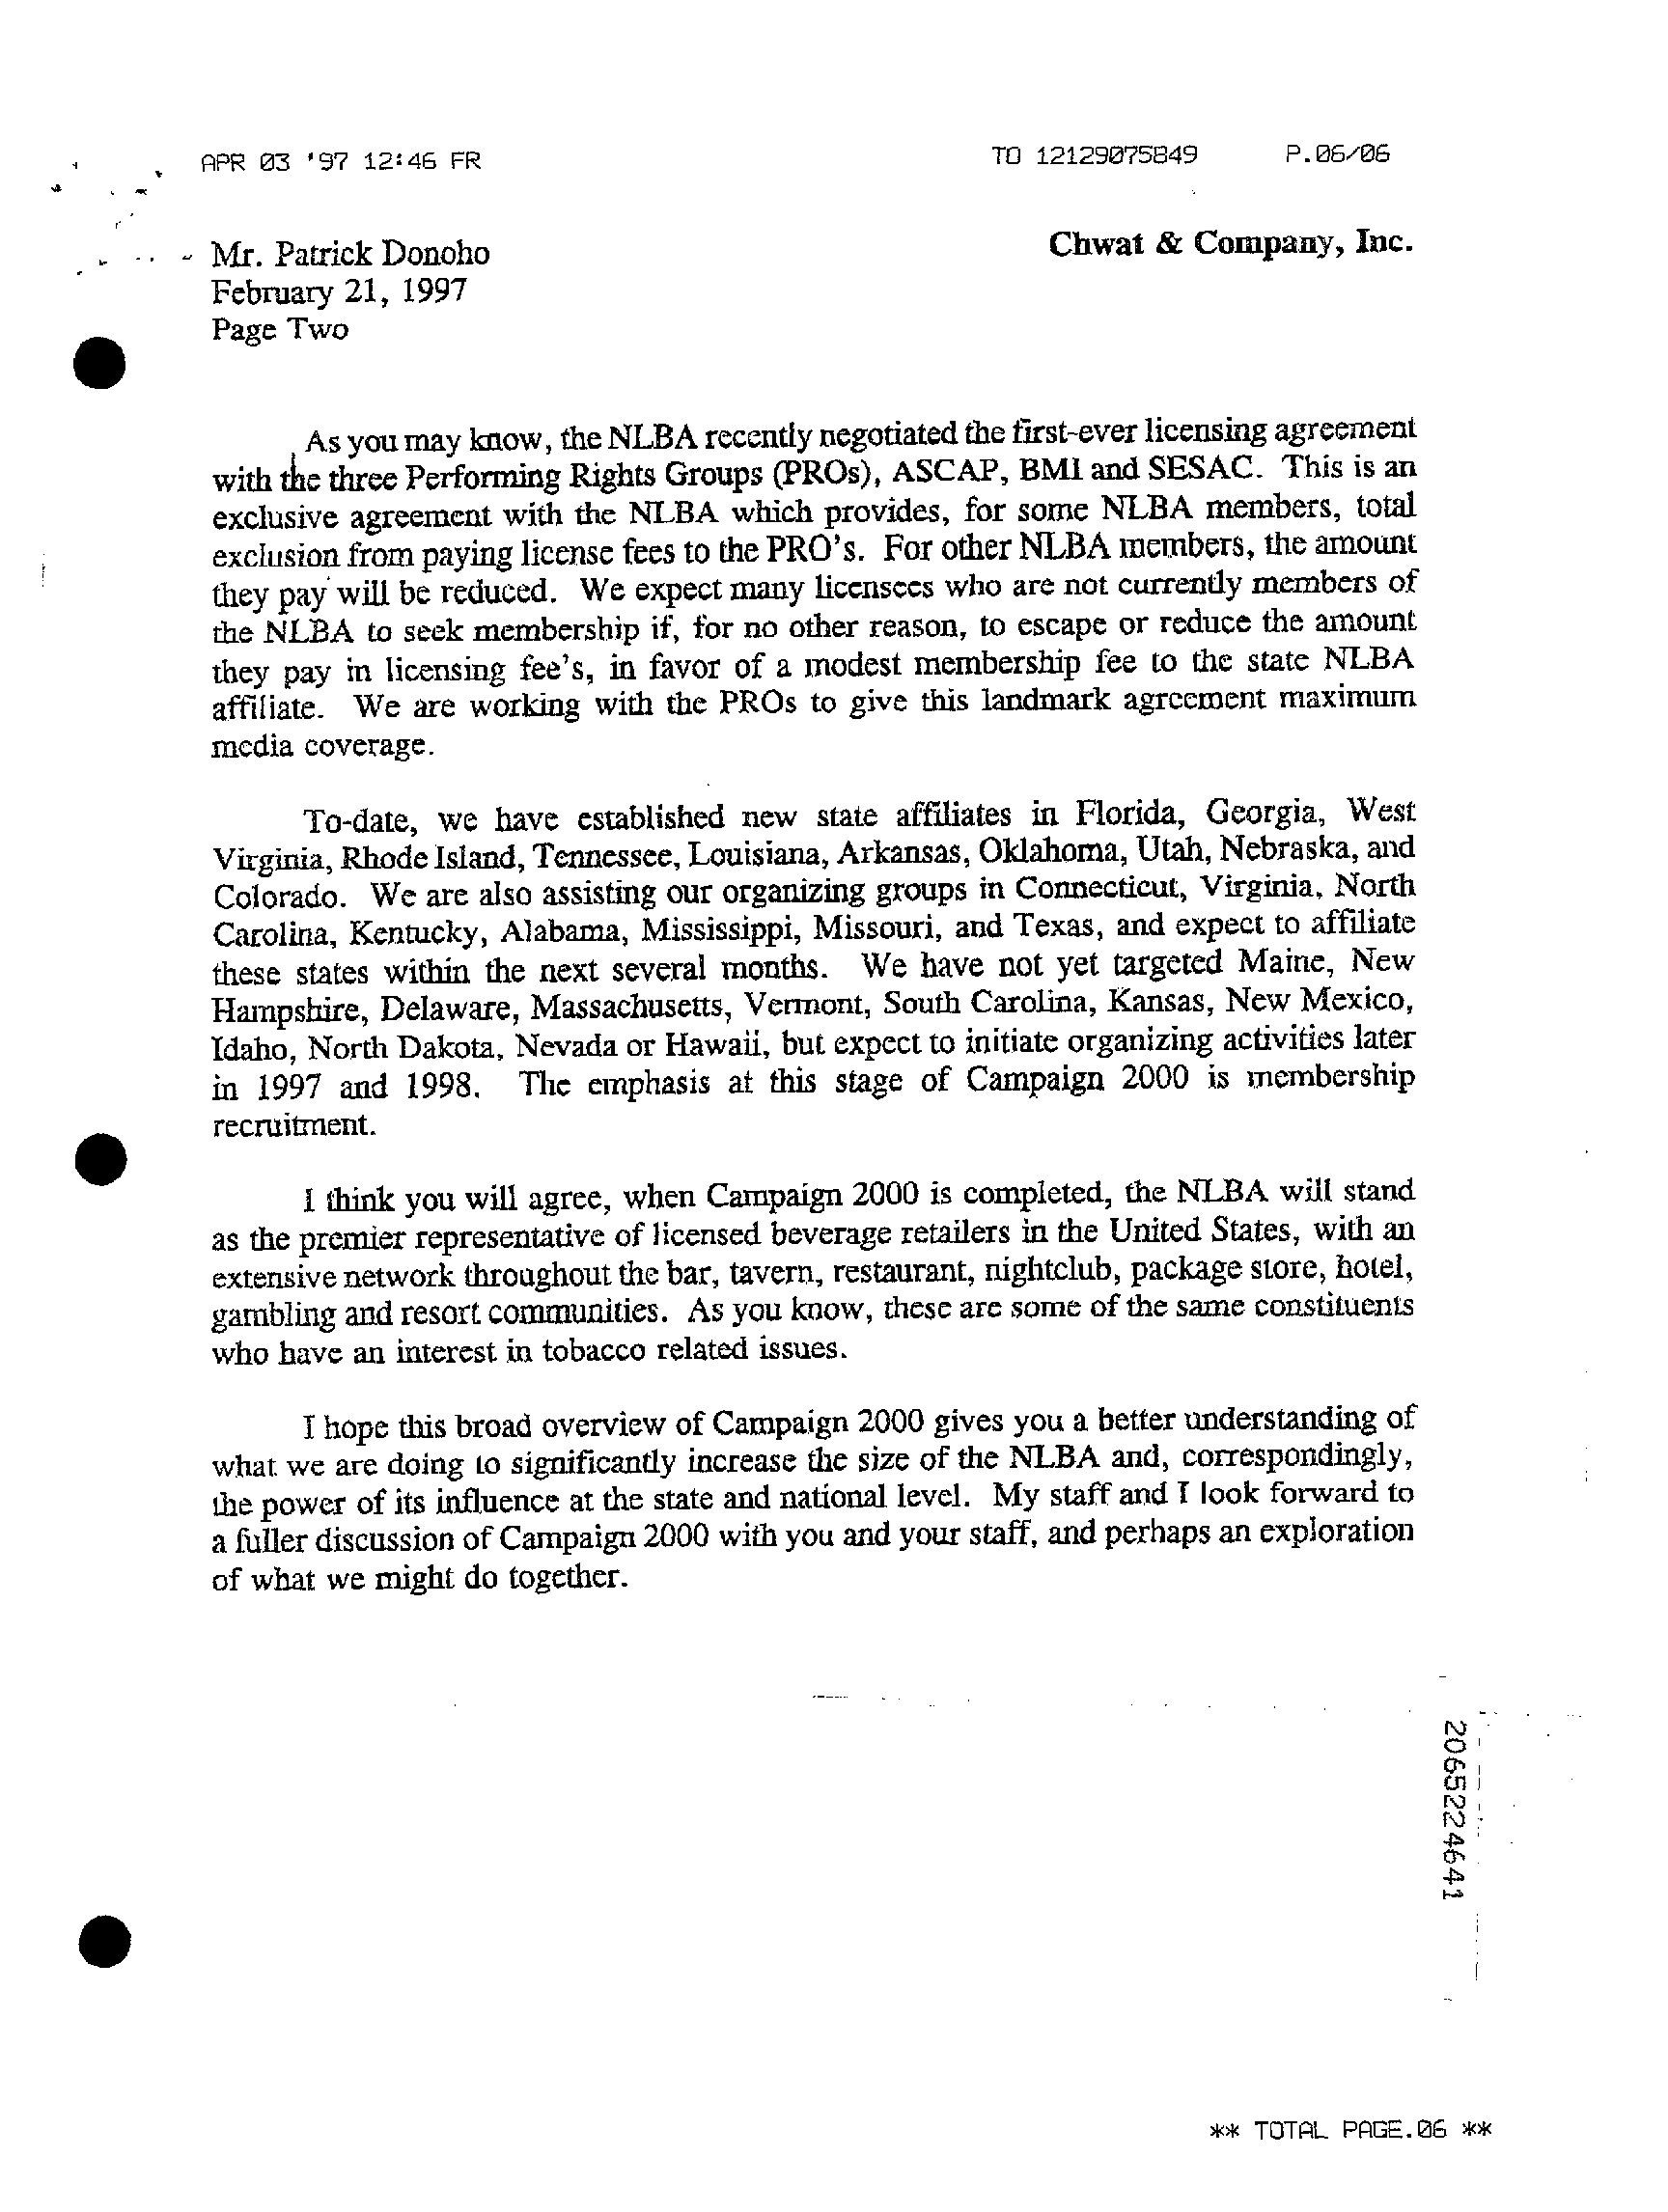 APR 03 '97 12:46 FR TO 12129075849 P.06/06
Chwat & Company, Inc.
Mr. Patrick Donoho
February 21, 1997
Page Two
As you may know, the NLBA recently negotiated the first-ever licensing agreement
with the three Performing Rights Groups (PROs), ASCAP, BMI and SESAC. This is an
exclusive agreement with the NLBA which provides, for some NLBA members, total
exclusion from paying license fees to the PRO's. For other NLBA members, the amount
they pay will be reduced. We expect many licensees who are not currently members of
the NLBA to seek membership if, for no other reason, to escape or reduce the amount
they pay in licensing fee's, in favor of a modest membership fee to the state NLBA
affiliate. We are working with the PROs to give this landmark agreement maximum
media coverage.
To-date, we have established new state affiliates in Florida, Georgia, West
Virginia, Rhode Island, Tennessee, Louisiana, Arkansas, Oklahoma, Utah, Nebraska, and
Colorado. We are also assisting our organizing groups in Connecticut, Virginia, North
Carolina, Kentucky, Alabama, Mississippi, Missouri, and Texas, and expect to affiliate
these states within the next several months. We have not yet targeted Maine, New
Hampshire, Delaware, Massachusetts, Vermont, South Carolina, Kansas, New Mexico,
Idaho, North Dakota, Nevada or Hawaii, but expect to initiate organizing activities later
in 1997 and 1998. The emphasis at this stage of Campaign 2000 is membership
recruitment.
I think you will agree, when Campaign 2000 is completed, the NLBA will stand
as the premier representative of licensed beverage retailers in the United States, with an
extensive network throughout the bar, tavern, restaurant, nightclub, package store, hotel,
gambling and resort communities. As you know, these are some of the same constituents
who have an interest in tobacco related issues.
I hope this broad overview of Campaign 2000 gives you a better understanding of
what we are doing to significantly increase the size of the NLBA and, correspondingly,
the power of its influence at the state and national level. My staff and I look forward to
a fuller discussion of Campaign 2000 with you and your staff, and perhaps an exploration
of what we might do together.
2065224641
** TOTAL PAGE.06 **